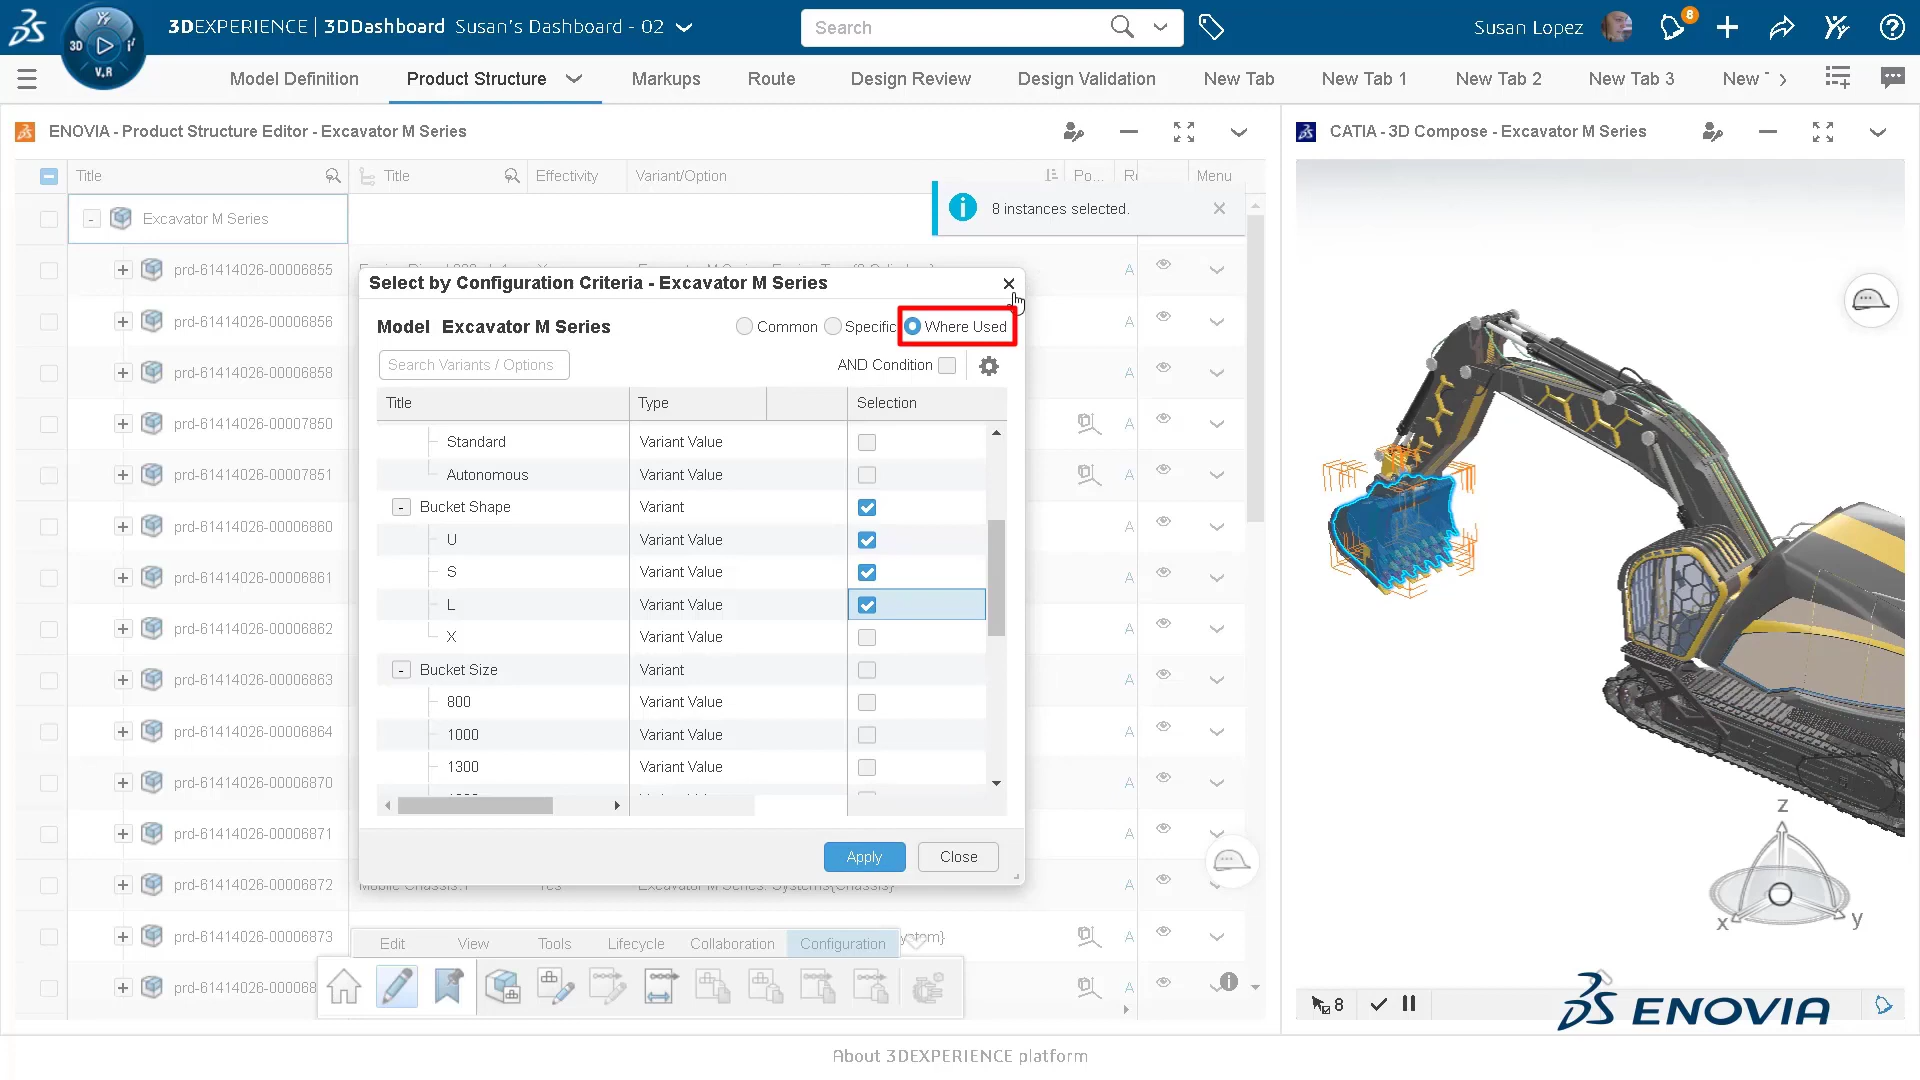 3DEXPERIENCE | 3DDashboard Susan's Dashboard - 02
Search
Susan Lopez
8
3D
V.R
Model Definition
Product Structure
Markups
Route
Design Review
Design Validation
New Tab
New Tab 1
New Tab 2
New Tab 3
New
ENOVIA - Product Structure Editor - Excavator M Series
CATIA - 3D Compose - Excavator M Series
Title
Title
Effectivity
Variant/Option
Po...
Menu
8 instances selected.
Excavator M Series
prd-61414026-00006855
prd-61414026-00006856
prd-61414026-00006858
prd-61414026-00007850
prd-61414026-00007851
prd-61414026-00006860
prd-61414026-00006861
prd-61414026-00006862
prd-61414026-00006863
prd-61414026-00006864
prd-61414026-00006870
prd-61414026-00006871
prd-61414026-00006872
prd-61414026-00006873
prd-61414026-000068
Select by Configuration Criteria - Excavator M Series
Model Excavator M Series
Common
Specific
Where Used
Search Variants / Options
AND Condition
Title
Type
Selection
Standard Variant Value
Autonomous Variant Value
Bucket Shape Variant
U Variant Value
S Variant Value
L Variant Value
X Variant Value
Bucket Size Variant
800 Variant Value
1000 Variant Value
1300 Variant Value
Apply
Close
Edit
View
Tools
Lifecycle
Collaboration
Configuration
8
z
x
y
ENOVIA
About 3DEXPERIENCE platform